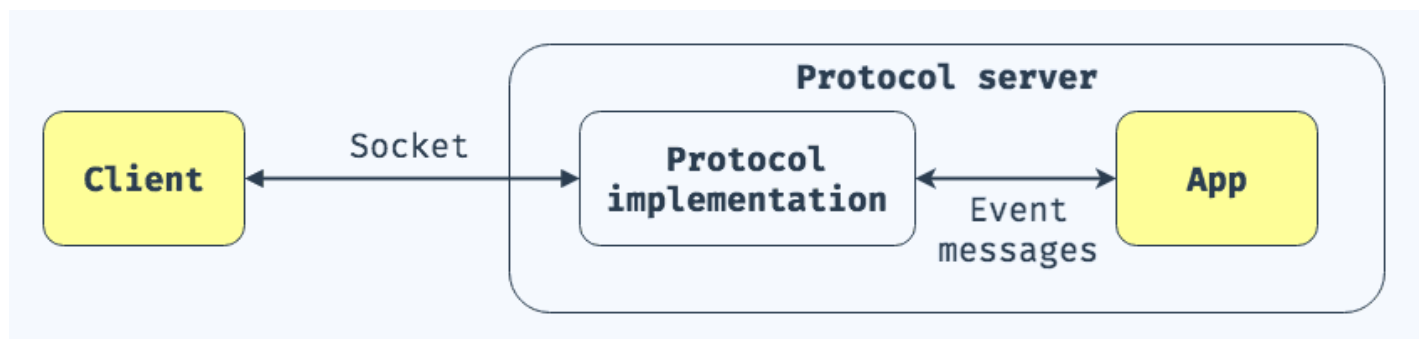 Protocol server
Client
Socket
Protocol
implementation
Event
messages
App